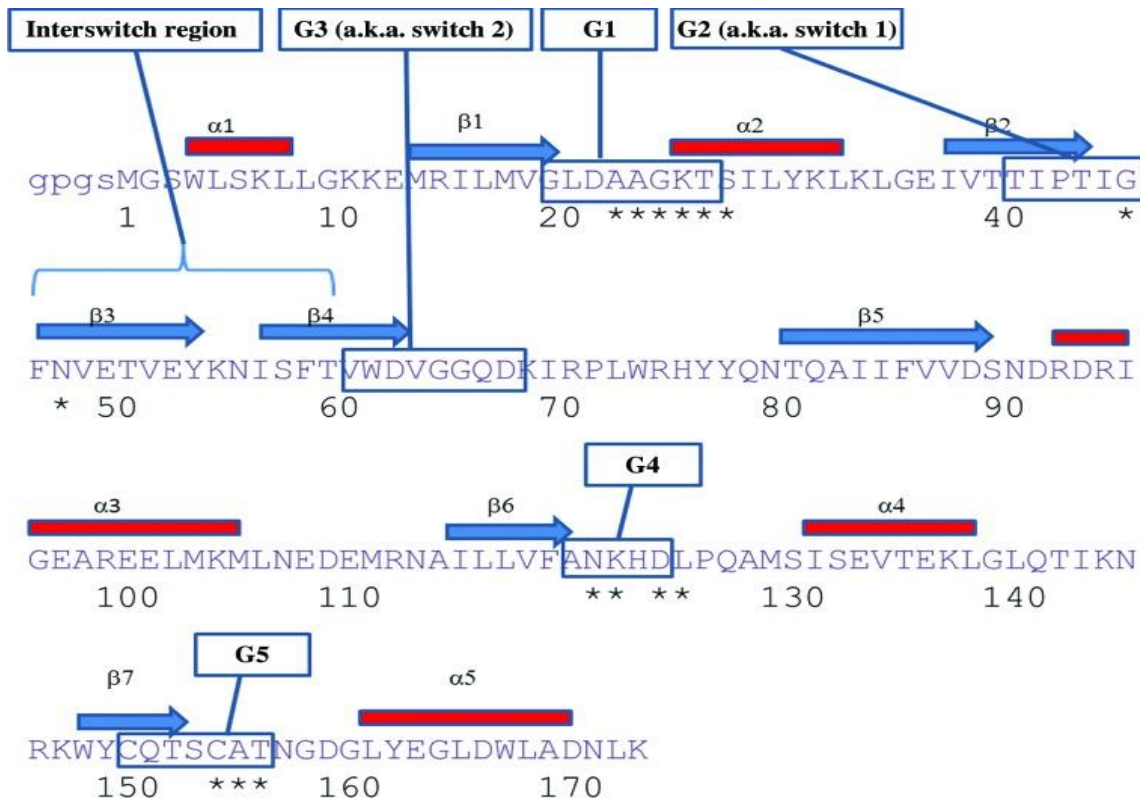 Interswitch region G3 (a.k.a. switch 2) G1 G2 (a.k.a. switch 1)
α1 β1 α2 β2
gpgsMGSWLSKLLGKKEMRILMVGLDAAGKTSILYKLKLGEIVTTIPTIG
1 10 20 ****** 40 *
β3 β4 β5
FNVETVEYKNISFTVWDVGGQDKIRPLWRHYYQNTQAIIFVVDSNDRDRI
* 50 60 70 80 90
G4
α3 β6 α4
GEAREELMKMLNEDEMRNAILLVFANKHDLPQAMSISEVTEKLGLQTIKN
100 110 ** ** 130 140
G5
β7 α5
RKWYCQTSCATNGDGLYEGLDWLADNLK
150 *** 160 170